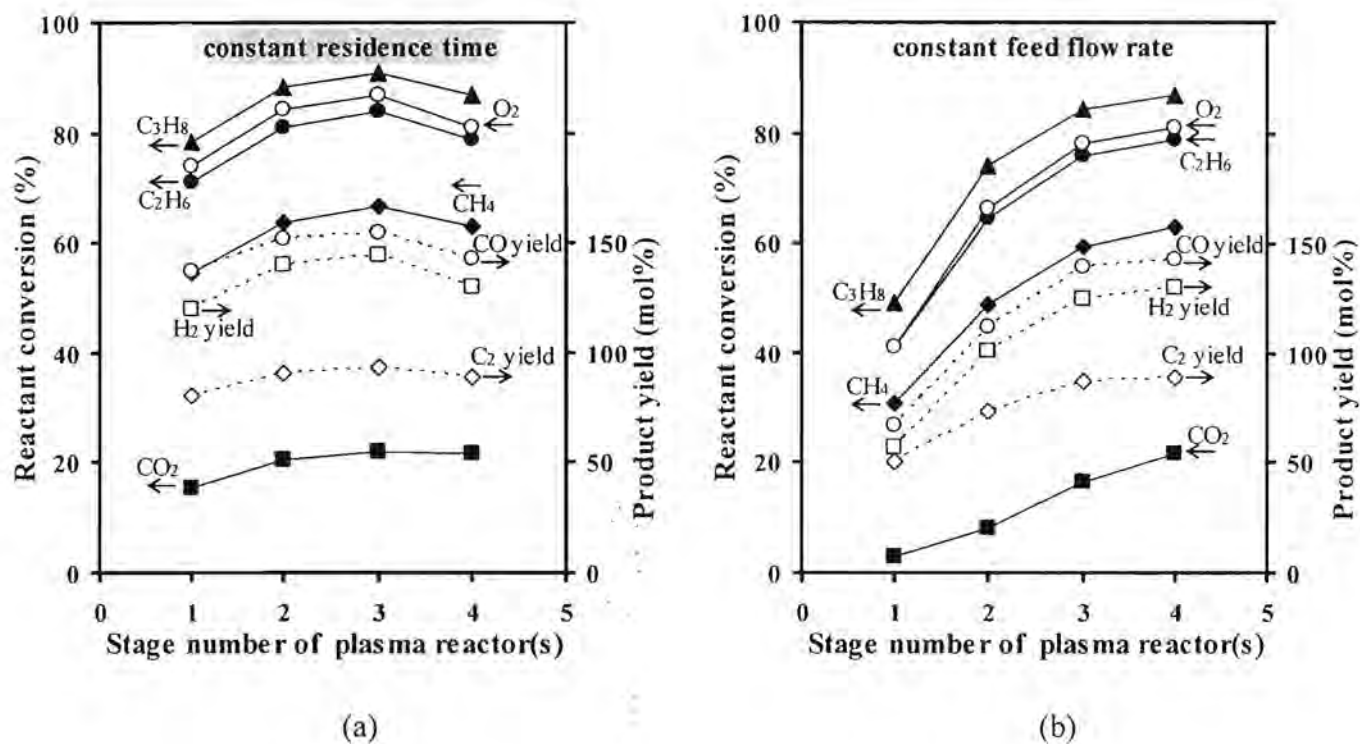 constant residence time
100
80
60
40
20
0
Reactant conversion (%)
C3H8
C2H6
O2
CH4
CO yield
H2 yield
C2 yield
CO2
150
100
50
0
Product yield (mol%)
0 1 2 3 4 5
Stage number of plasma reactor(s)
(a)
constant feed flow rate
100
80
60
40
20
0
Reactant conversion (%)
O2
C2H6
C3H8
CO yield
H2 yield
C2 yield
CH4
CO2
150
100
50
0
Product yield (mol%)
0 1 2 3 4 5
Stage number of plasma reactor(s)
(b)